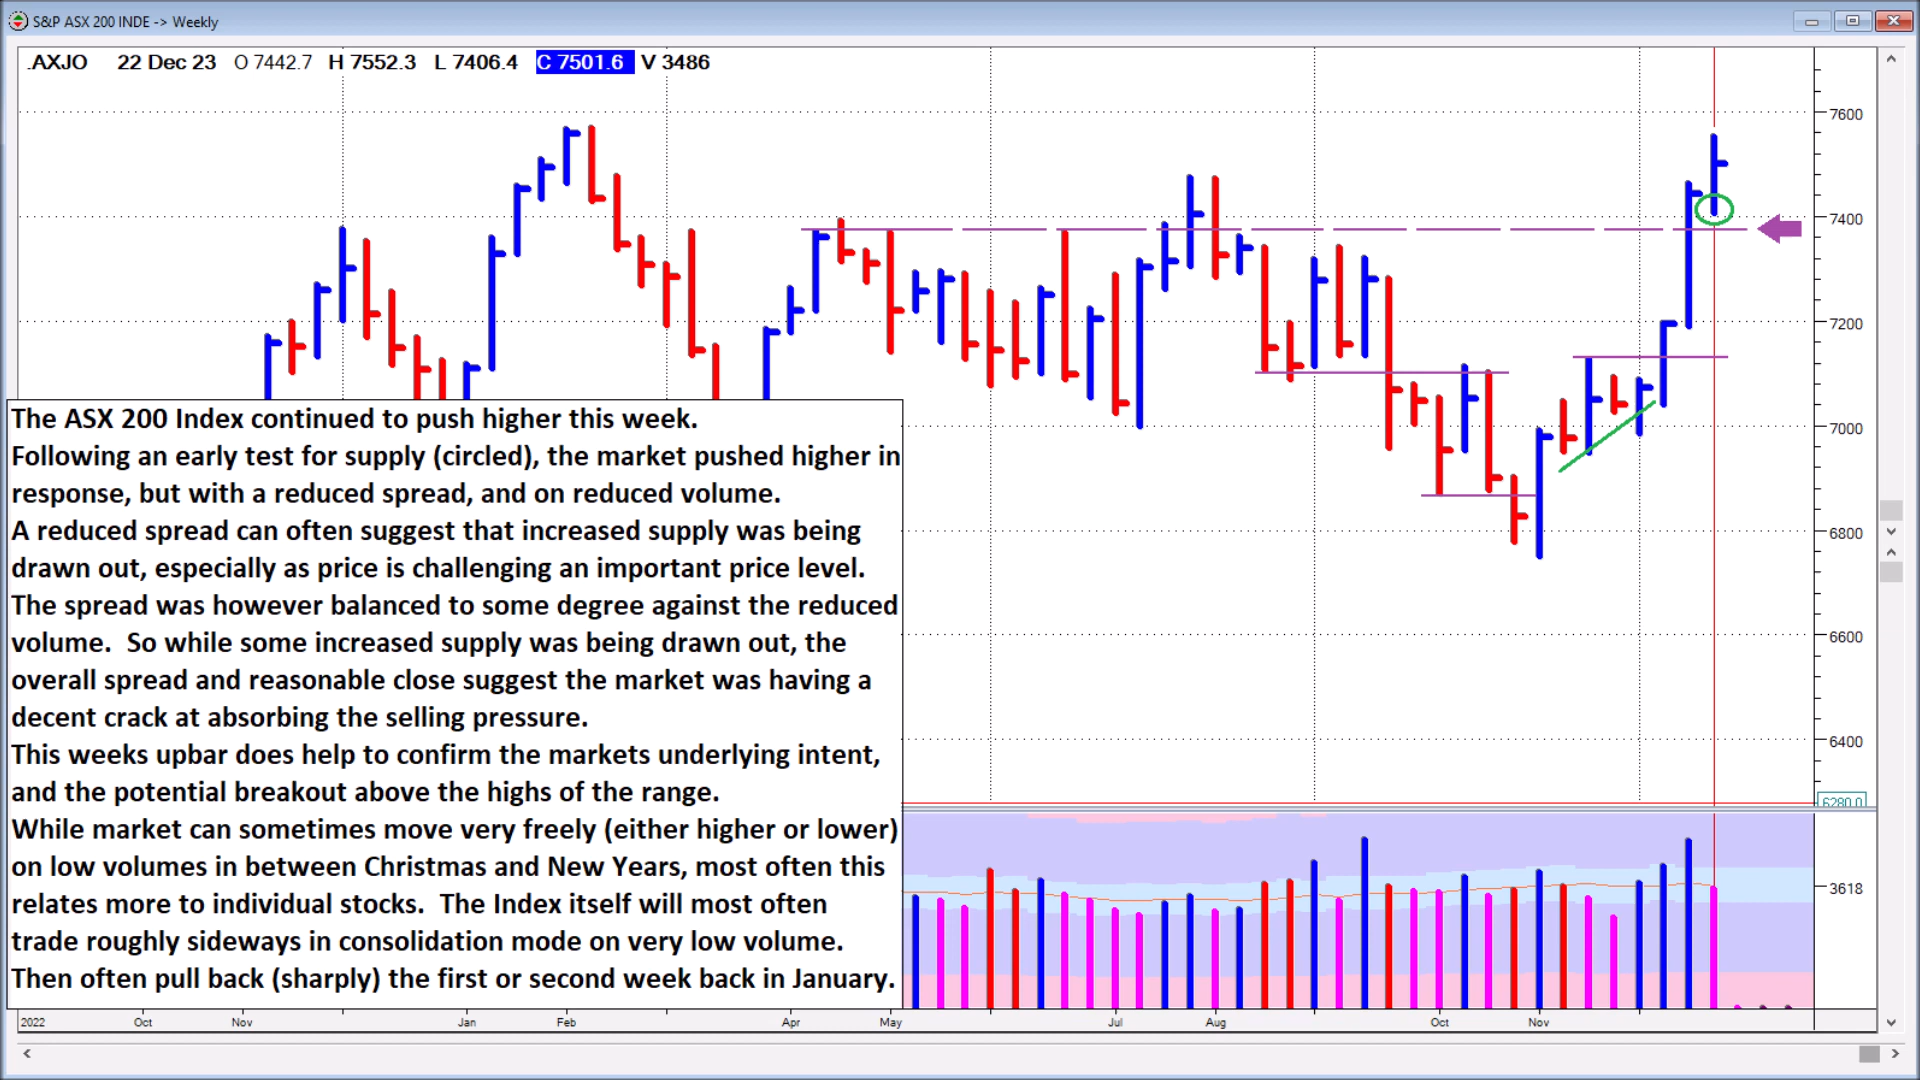 S&P ASX 200 INDE -> Weekly
.AXJO 22 Dec 23 O 7442.7 H 7552.3 L 7406.4 C 7501.6 V 3486
7600
7400
7200
7000
6800
6600
6400
6280.0
3618
The ASX 200 Index continued to push higher this week.
Following an early test for supply (circled), the market pushed higher in
response, but with a reduced spread, and on reduced volume.
A reduced spread can often suggest that increased supply was being
drawn out, especially as price is challenging an important price level.
The spread was however balanced to some degree against the reduced
volume.  So while some increased supply was being drawn out, the
overall spread and reasonable close suggest the market was having a
decent crack at absorbing the selling pressure.
This weeks upbar does help to confirm the markets underlying intent,
and the potential breakout above the highs of the range.
While market can sometimes move very freely (either higher or lower)
on low volumes in between Christmas and New Years, most often this
relates more to individual stocks.  The Index itself will most often
trade roughly sideways in consolidation mode on very low volume.
Then often pull back (sharply) the first or second week back in January.
2022 Oct Nov Jan Feb Apr May Jul Aug Oct Nov